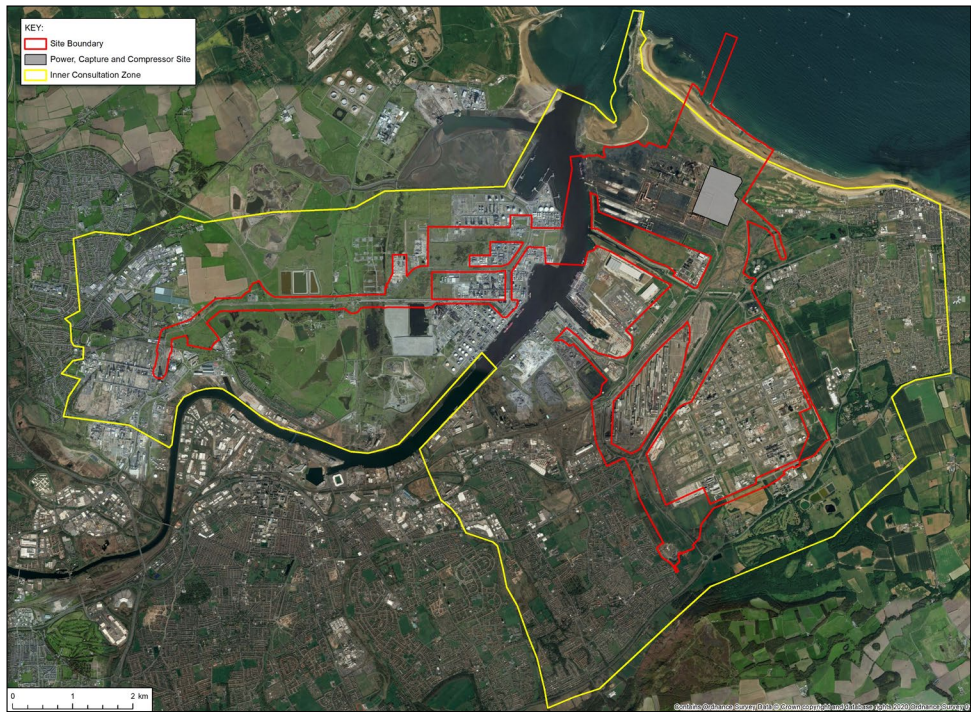 KEY:
Site Boundary
Power, Capture and Compressor Site
Inner Consultation Zone
0 1 2 km
Contains Ordnance Survey Data © Crown copyright and database rights 2020 Ordnance Survey 0